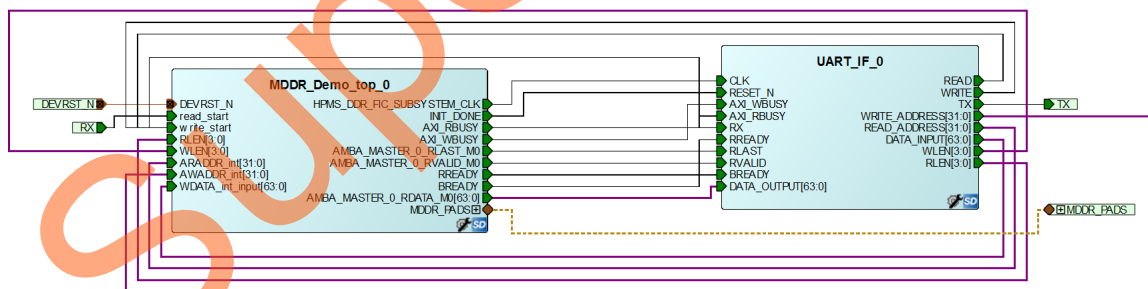 MDDR_Demo_top_0
DEVRST_N
RX
DEVRST_N
read_start
write_start
RLEN[3:0]
WLEN[3:0]
ARADDR_int[31:0]
AWADDR_int[31:0]
WDATA_int_input[63:0]
HPMS_DDR_FIC_SUBSYSTEM_CLK
INIT_DONE
AXI_RBUSY
AXI_WBUSY
AMBA_MASTER_0_RLAST_M0
AMBA_MASTER_0_RVALID_M0
RREADY
BREADY
AMBA_MASTER_0_RDATA_M0[63:0]
MDDR_PADS
SD
UART_IF_0
CLK
RESET_N
AXI_WBUSY
AXI_RBUSY
RX
RREADY
RLAST
RVALID
BREADY
DATA_OUTPUT[63:0]
READ
WRITE
TX
WRITE_ADDRESS[31:0]
READ_ADDRESS[31:0]
DATA_INPUT[63:0]
WLEN[3:0]
RLEN[3:0]
SD
TX
MDDR_PADS
Supe